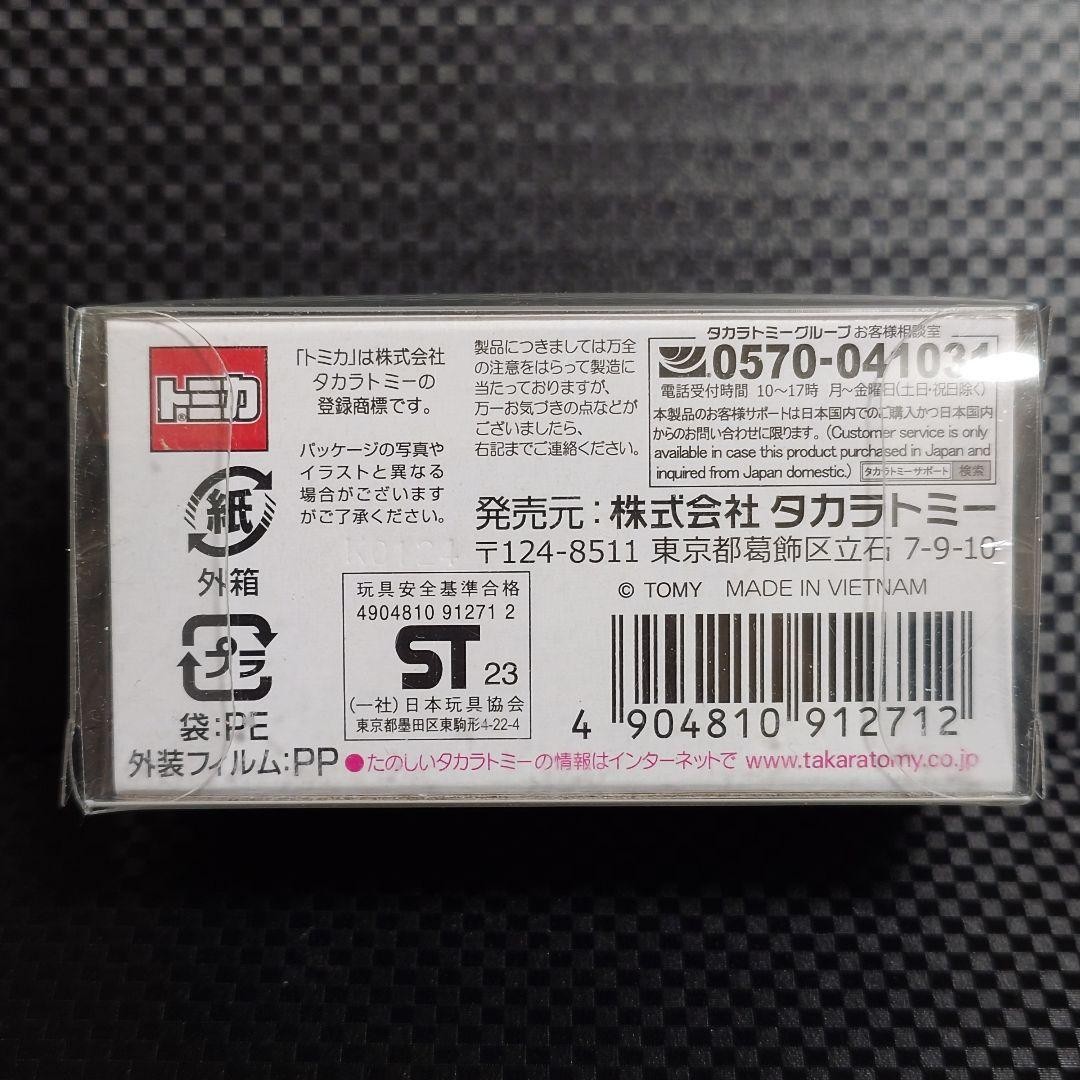 トミカ®
「トミカ」は株式会社
タカラトミーの
登録商標です。
パッケージの写真や
イラストと異なる
場合がございます
がご了承ください。
製品につきましては万全
の注意をはらって製造に
当たっておりますが、
万一お気づきの点などが
ございましたら、
右記までご連絡ください。
タカラトミーグループ お客様相談室
0570-041031
電話受付時間 10～17時 月～金曜日(土日・祝日除く)
本製品のお客様サポートは日本国内でのご購入かつ日本国内
からのお問い合わせに限ります。(Customer service is only
available in case this product purchased in Japan and
inquired from Japan domestic.) タカラトミーサポート 検索
発売元：株式会社 タカラトミー
〒124-8511 東京都葛飾区立石 7-9-10
© TOMY MADE IN VIETNAM
紙
外箱
プラ
袋：PE
外装フィルム：PP
玩具安全基準合格
4904810 91271 2
ST 23
(一社)日本玩具協会
東京都墨田区東駒形4-22-4
4 904810 912712
●たのしいタカラトミーの情報はインターネットで www.takaratomy.co.jp